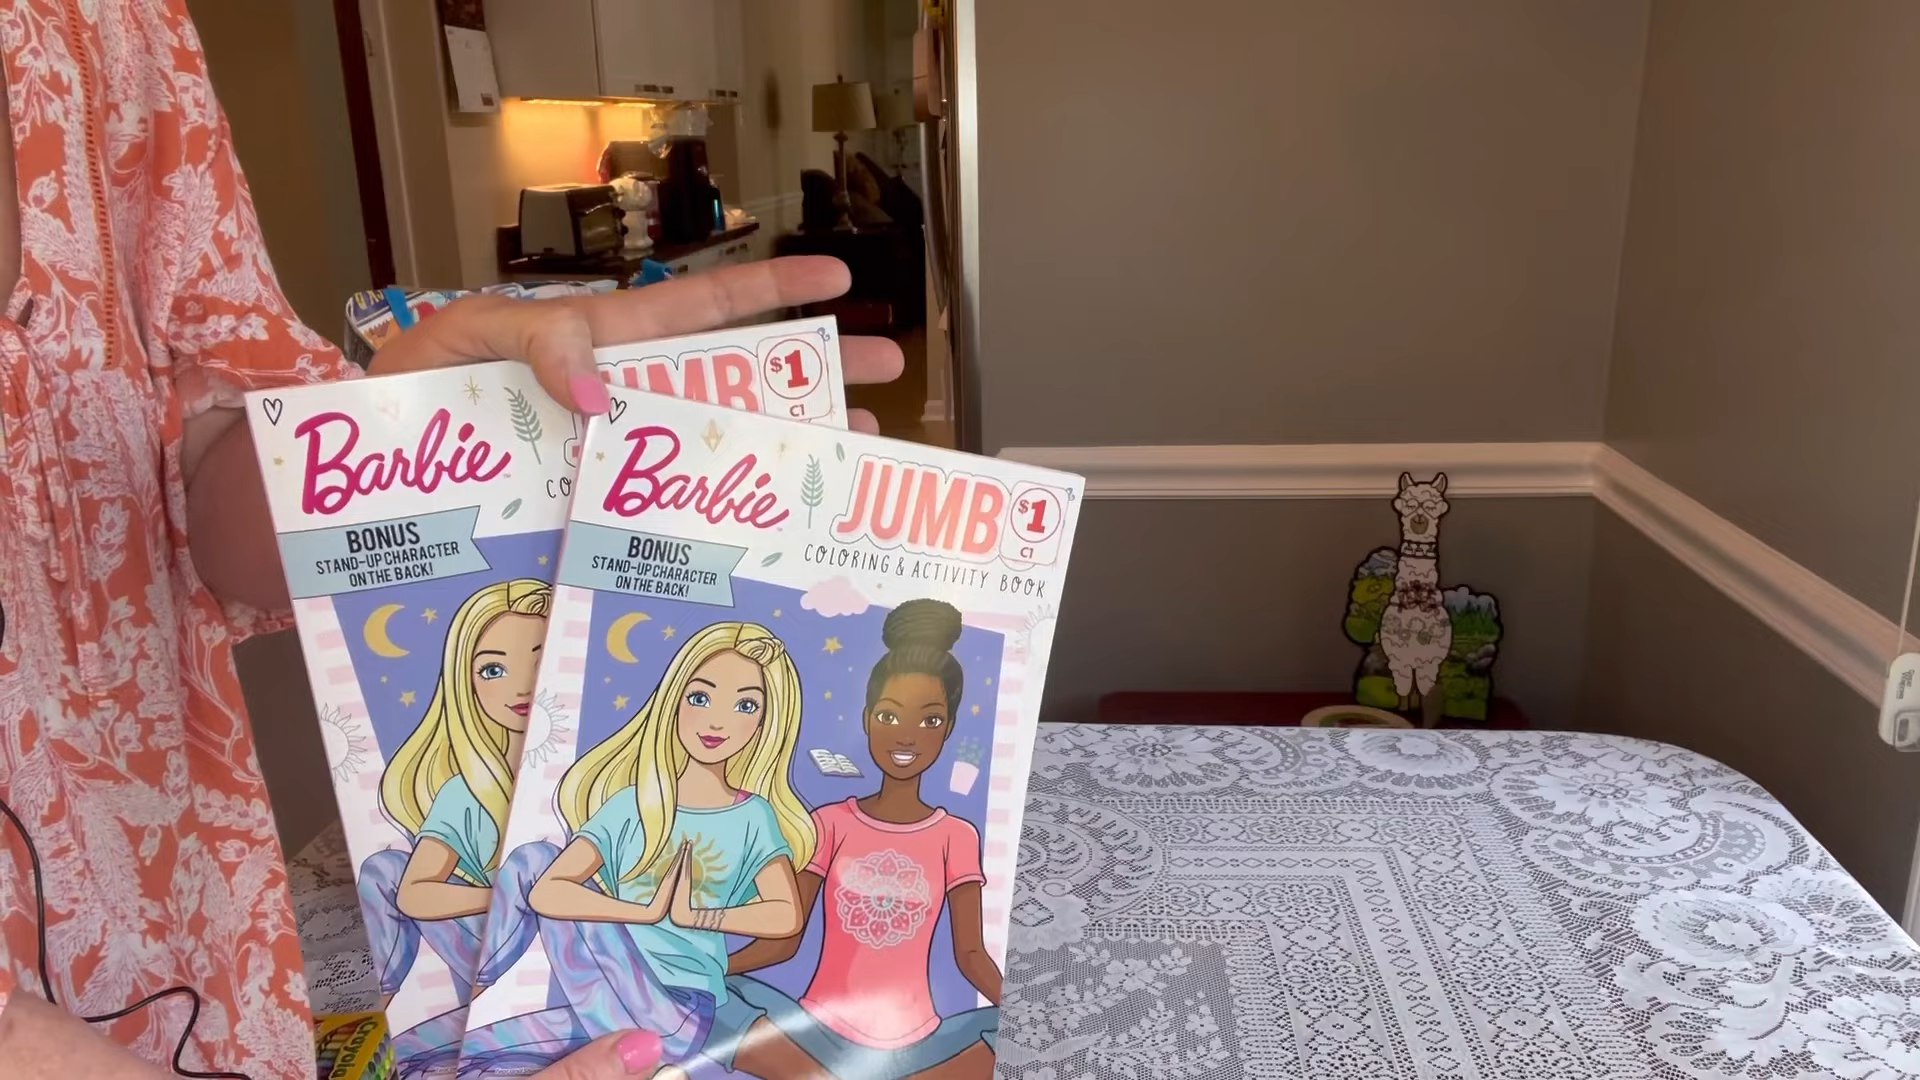 JUMB
$1
C1
Barbie
CO
BONUS
STAND-UP CHARACTER
ON THE BACK!
Barbie
JUMB
$1
C1
COLORING & ACTIVITY BOOK
BONUS
STAND-UP CHARACTER
ON THE BACK!
Crayola